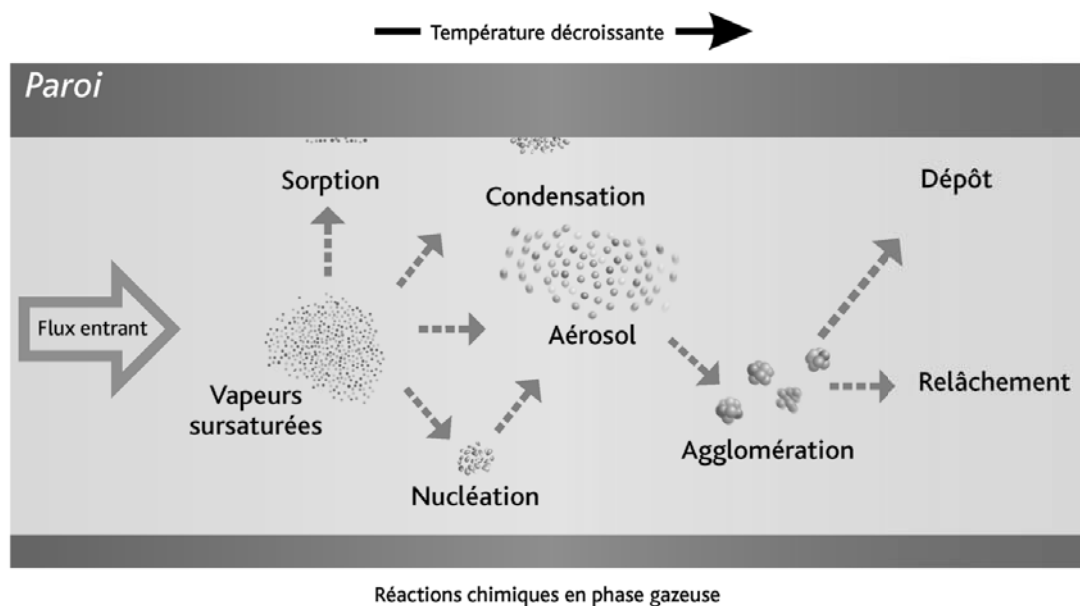 Température décroissante
Paroi
Sorption
Condensation
Dépôt
Flux entrant
Aérosol
Vapeurs
sursaturées
Relâchement
Agglomération
Nucléation
Réactions chimiques en phase gazeuse